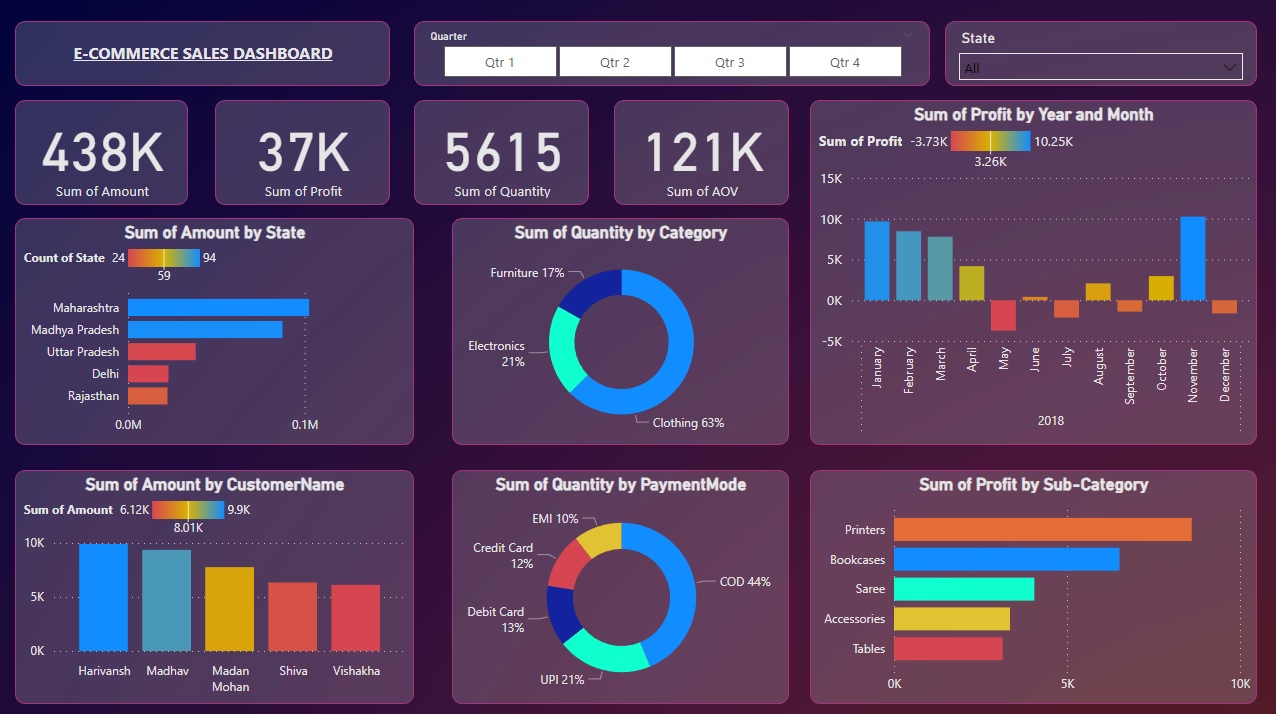 E-COMMERCE SALES DASHBOARD
Quarter
Qtr 1
Qtr 2
Qtr 3
Qtr 4
State
All
438K
Sum of Amount
37K
Sum of Profit
5615
Sum of Quantity
121K
Sum of AOV
Sum of Profit by Year and Month
Sum of Profit -3.73K 10.25K
3.26K
15K
10K
5K
0K
-5K
January
February
March
April
May
June
July
August
September
October
November
December
2018
Sum of Amount by State
Count of State 24 94
59
Maharashtra
Madhya Pradesh
Uttar Pradesh
Delhi
Rajasthan
0.0M 0.1M
Sum of Quantity by Category
Furniture 17%
Electronics
21%
Clothing 63%
Sum of Amount by CustomerName
Sum of Amount 6.12K 9.9K
8.01K
10K
5K
0K
Harivansh
Madhav
Madan
Mohan
Shiva
Vishakha
Sum of Quantity by PaymentMode
EMI 10%
Credit Card
12%
COD 44%
Debit Card
13%
UPI 21%
Sum of Profit by Sub-Category
Printers
Bookcases
Saree
Accessories
Tables
0K 5K 10K